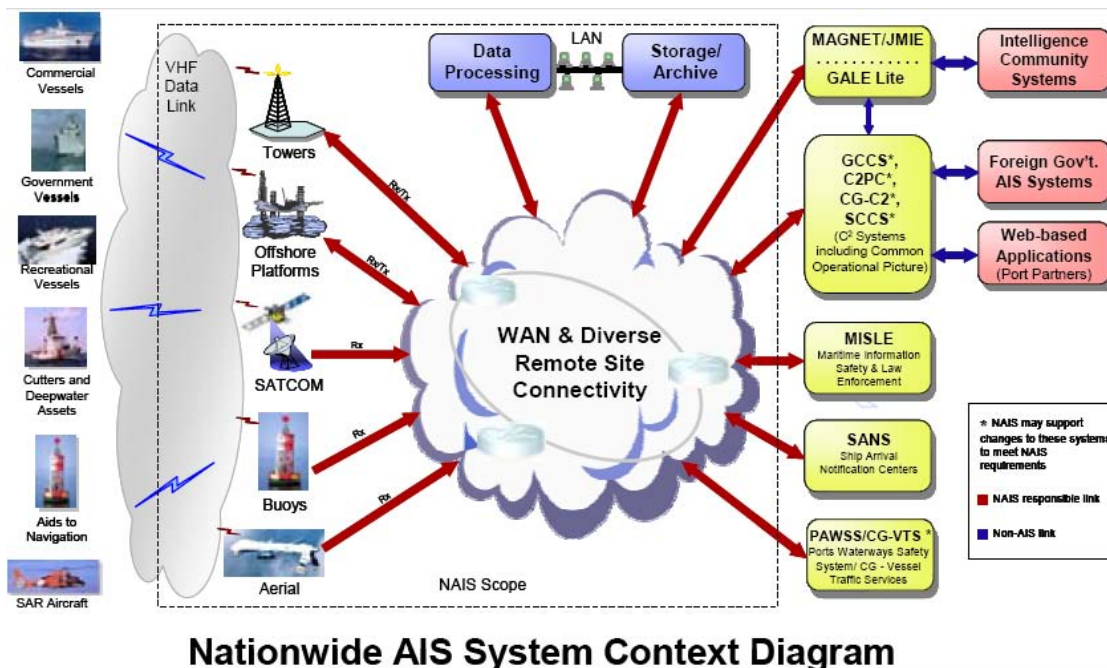 Commercial
Vessels
Government
Vessels
Recreational
Vessels
Cutters and
Deepwater
Assets
Aids to
Navigation
SAR Aircraft
VHF
Data
Link
Towers
Offshore
Platforms
SATCOM
Buoys
Aerial
Rx/Tx
Rx/Tx
Rx
Rx
Rx
Data
Processing
LAN
Storage/
Archive
WAN & Diverse
Remote Site
Connectivity
NAIS Scope
MAGNET/JMIE
. . . . . . . . . . . .
GALE Lite
Intelligence
Community
Systems
GCCS*,
C2PC*,
CG-C2*,
SCCS*
(C² Systems
including Common
Operational Picture)
Foreign Gov't.
AIS Systems
Web-based
Applications
(Port Partners)
MISLE
Maritime Information
Safety & Law
Enforcement
SANS
Ship Arrival
Notification Centers
PAWSS/CG-VTS *
Ports Waterways Safety
System/ CG - Vessel
Traffic Services
* NAIS may support
changes to these systems
to meet NAIS
requirements
NAIS responsible link
Non-AIS link
Nationwide AIS System Context Diagram